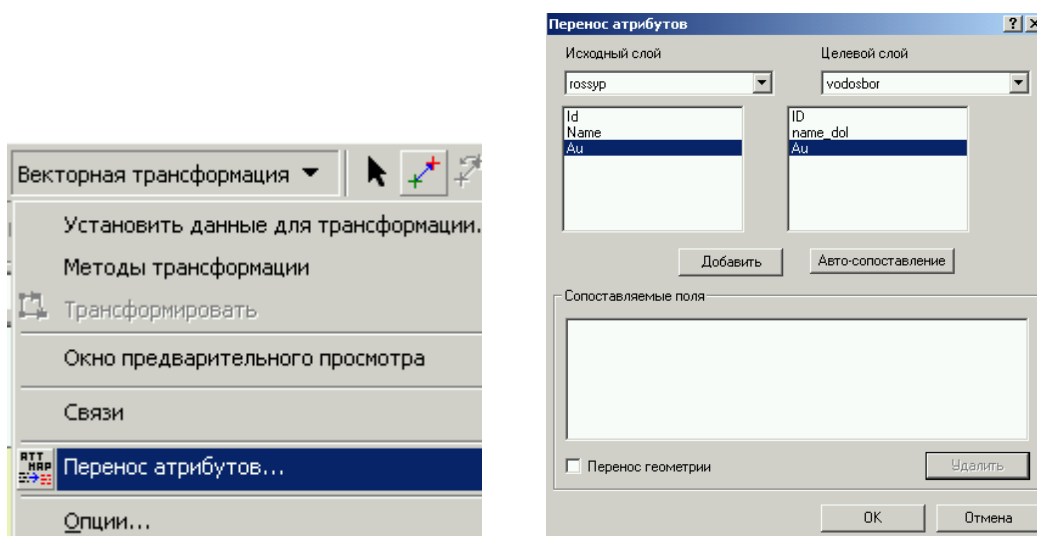 Векторная трансформация
Установить данные для трансформации.
Методы трансформации
Трансформировать
Окно предварительного просмотра
Связи
ATT
MAP
Перенос атрибутов...
Опции...
Перенос атрибутов
Исходный слой
Целевой слой
rossyp
vodosbor
Id
Name
Au
ID
name_dol
Au
Добавить
Авто-сопоставление
Сопоставляемые поля
Перенос геометрии
Удалить
OK
Отмена